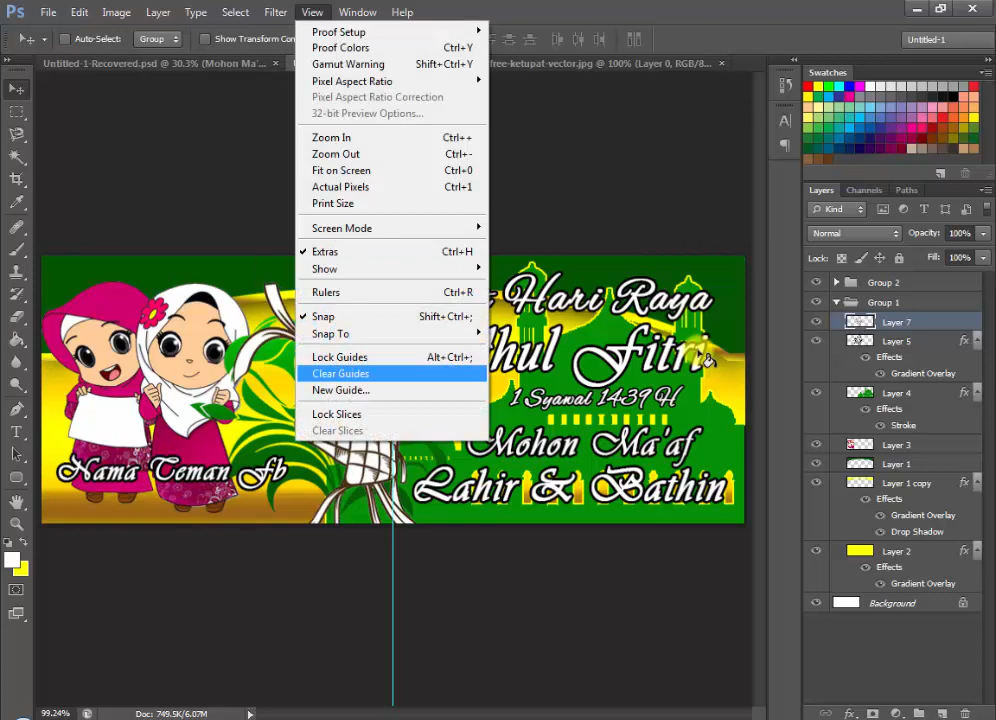 Ps File Edit Image Layer Type Select Filter View Window Help
Auto-Select: Group Show Transform Con
Untitled-1
Untitled-1-Recovered.psd @ 30.3% (Mohon Ma'
free-ketupat-vector.jpg @ 100% (Layer 0, RGB/8
Proof Setup
Proof Colors Ctrl+Y
Gamut Warning Shift+Ctrl+Y
Pixel Aspect Ratio
Pixel Aspect Ratio Correction
32-bit Preview Options...
Zoom In Ctrl++
Zoom Out Ctrl+-
Fit on Screen Ctrl+0
Actual Pixels Ctrl+1
Print Size
Screen Mode
Extras Ctrl+H
Show
Rulers Ctrl+R
Snap Shift+Ctrl+;
Snap To
Lock Guides Alt+Ctrl+;
Clear Guides
New Guide...
Lock Slices
Clear Slices
Hari Raya
Fitri
1 Syawal 1439 H
Mohon Ma'af
Lahir & Bathin
Nama Teman Fb
Swatches
Layers Channels Paths
Kind
Normal Opacity: 100%
Lock: Fill: 100%
Group 2
Group 1
Layer 7
Layer 5 fx
Effects
Gradient Overlay
Layer 4 fx
Effects
Stroke
Layer 3
Layer 1
Layer 1 copy fx
Effects
Gradient Overlay
Drop Shadow
Layer 2 fx
Effects
Gradient Overlay
Background
99.24% Doc: 749.5K/6.07M